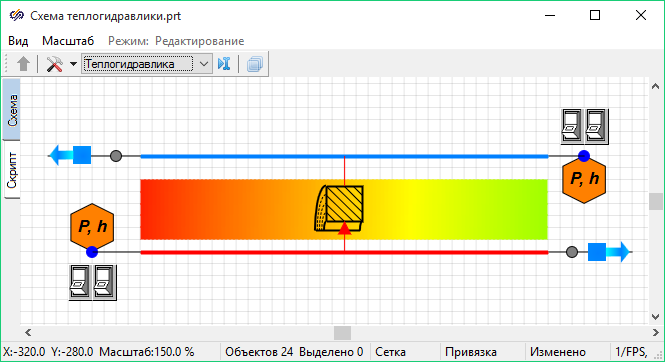 Схема теплогидравлики.prt
Вид Масштаб Режим: Редактирование
Теплогидравлика
Схема
Скрипт
P, h
P, h
X:-320.0 Y:-280.0 Масштаб:150.0 % Объектов 24 Выделено 0 Сетка Привязка Изменено 1/FPS,